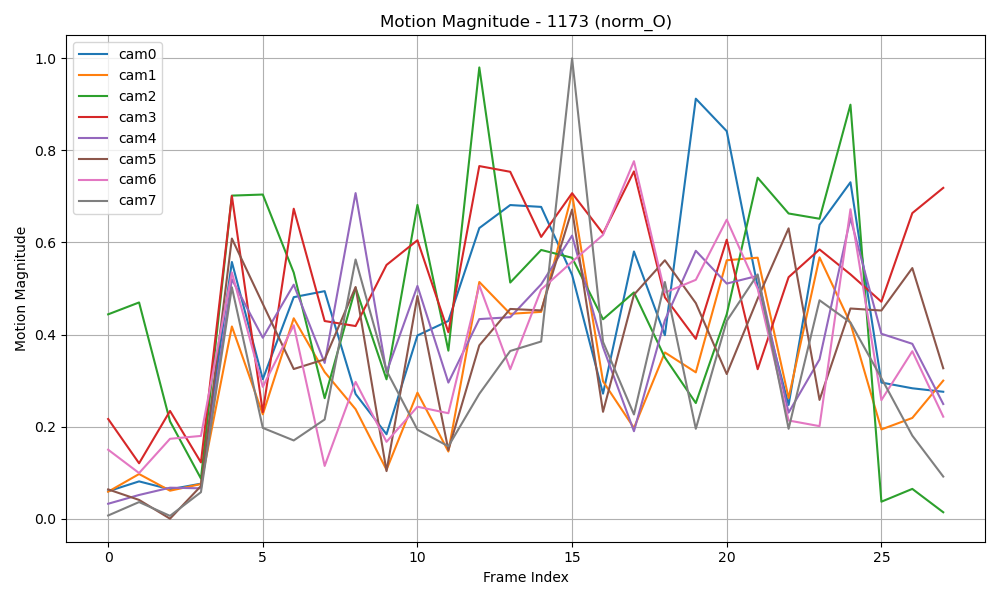 Motion Magnitude - 1173 (norm_O)
cam0
cam1
cam2
cam3
cam4
cam5
cam6
cam7
Motion Magnitude
1.0
0.8
0.6
0.4
0.2
0.0
0 5 10 15 20 25
Frame Index